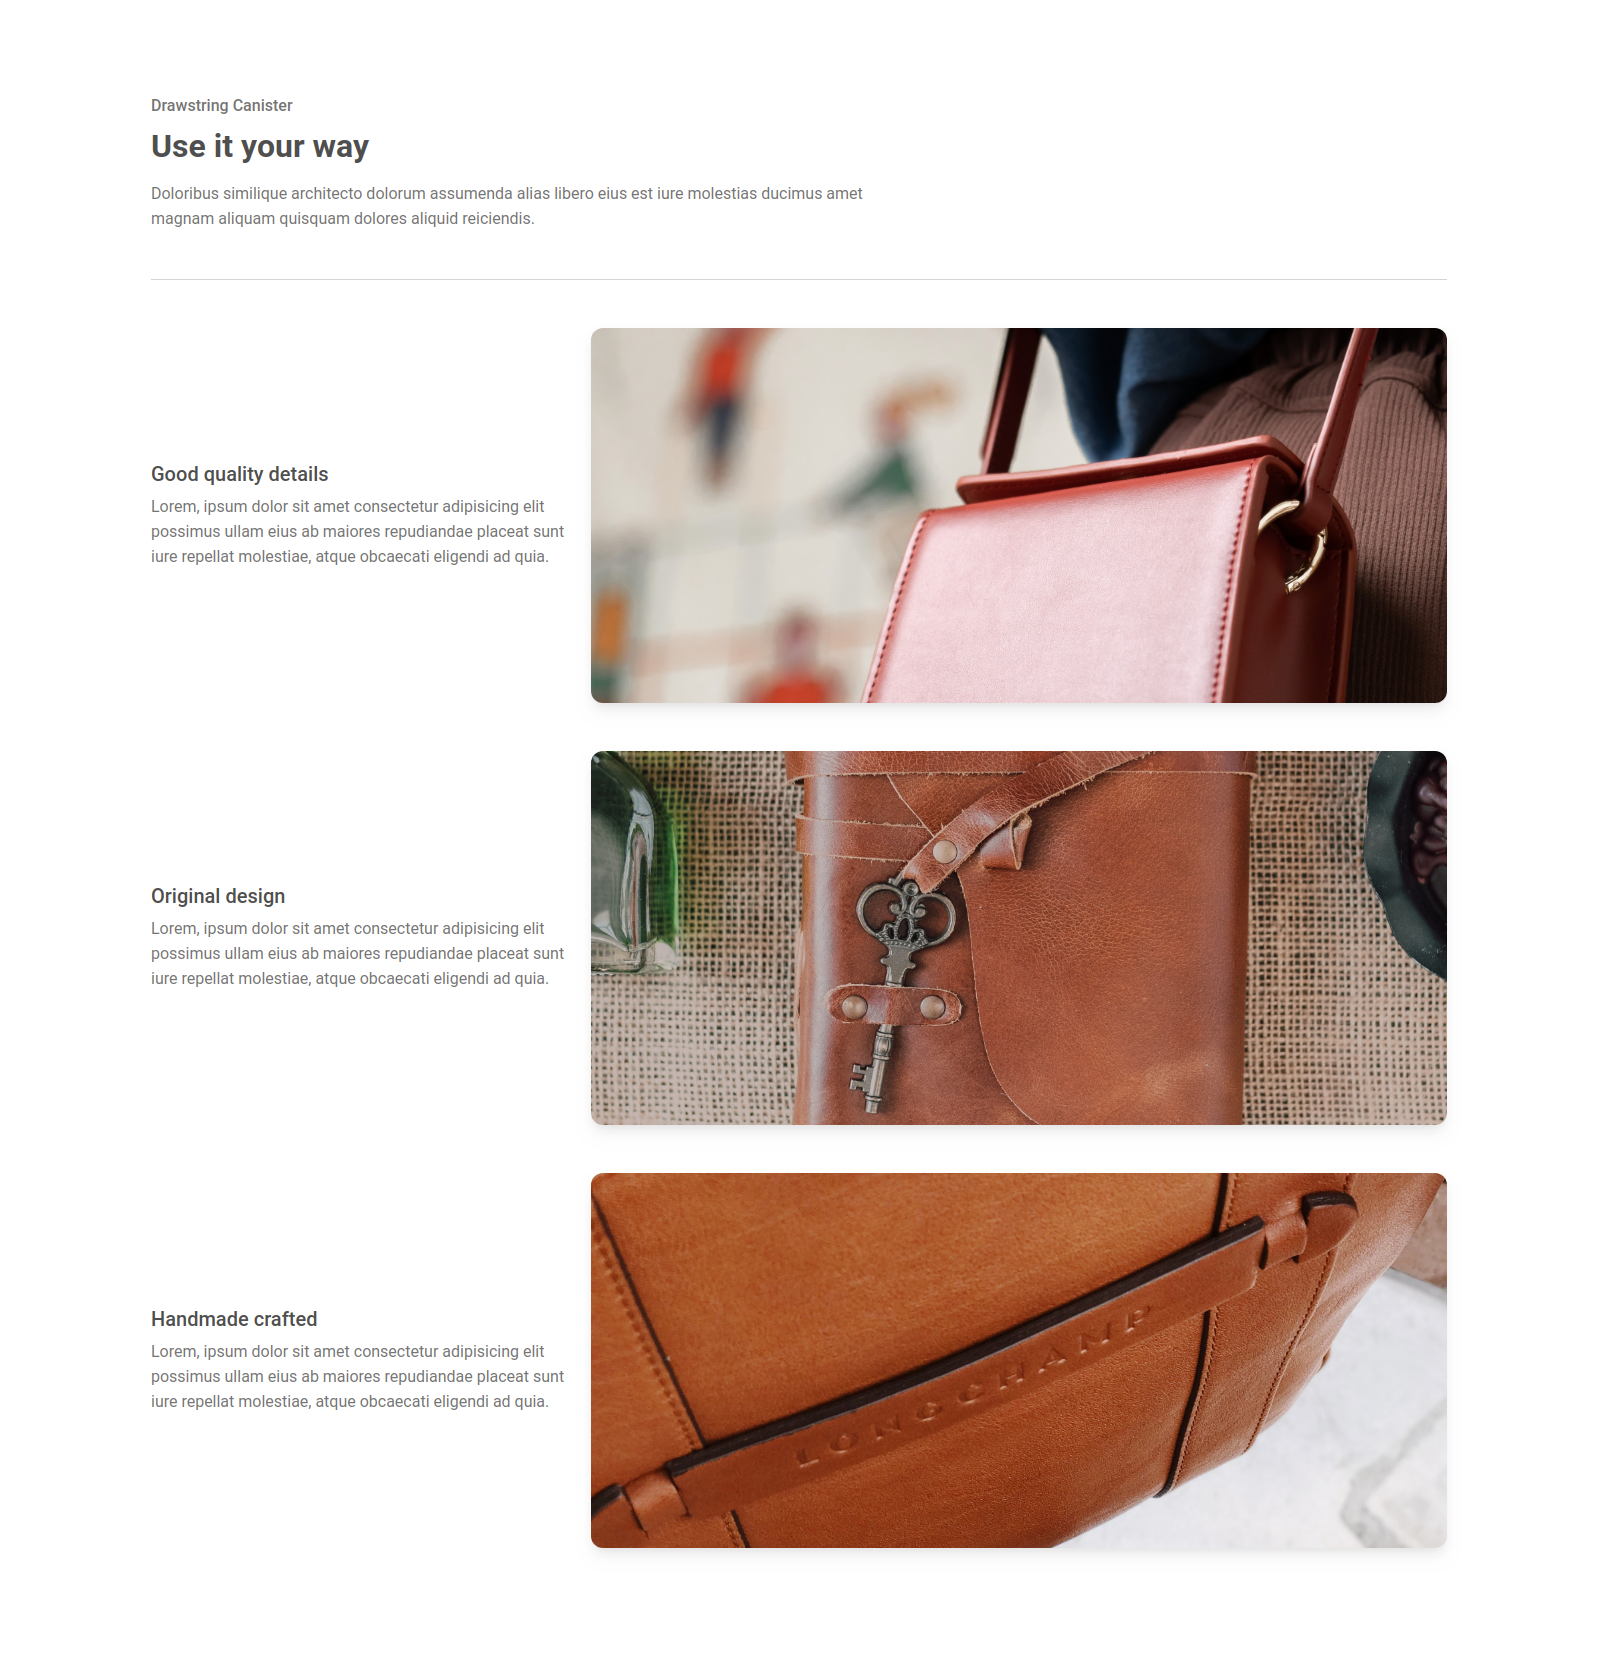 Drawstring Canister
Use it your way
Doloribus similique architecto dolorum assumenda alias libero eius est iure molestias ducimus amet
magnam aliquam quisquam dolores aliquid reiciendis.
Good quality details
Lorem, ipsum dolor sit amet consectetur adipisicing elit
possimus ullam eius ab maiores repudiandae placeat sunt
iure repellat molestiae, atque obcaecati eligendi ad quia.
Original design
Lorem, ipsum dolor sit amet consectetur adipisicing elit
possimus ullam eius ab maiores repudiandae placeat sunt
iure repellat molestiae, atque obcaecati eligendi ad quia.
Handmade crafted
Lorem, ipsum dolor sit amet consectetur adipisicing elit
possimus ullam eius ab maiores repudiandae placeat sunt
iure repellat molestiae, atque obcaecati eligendi ad quia.
LONGCHAMP